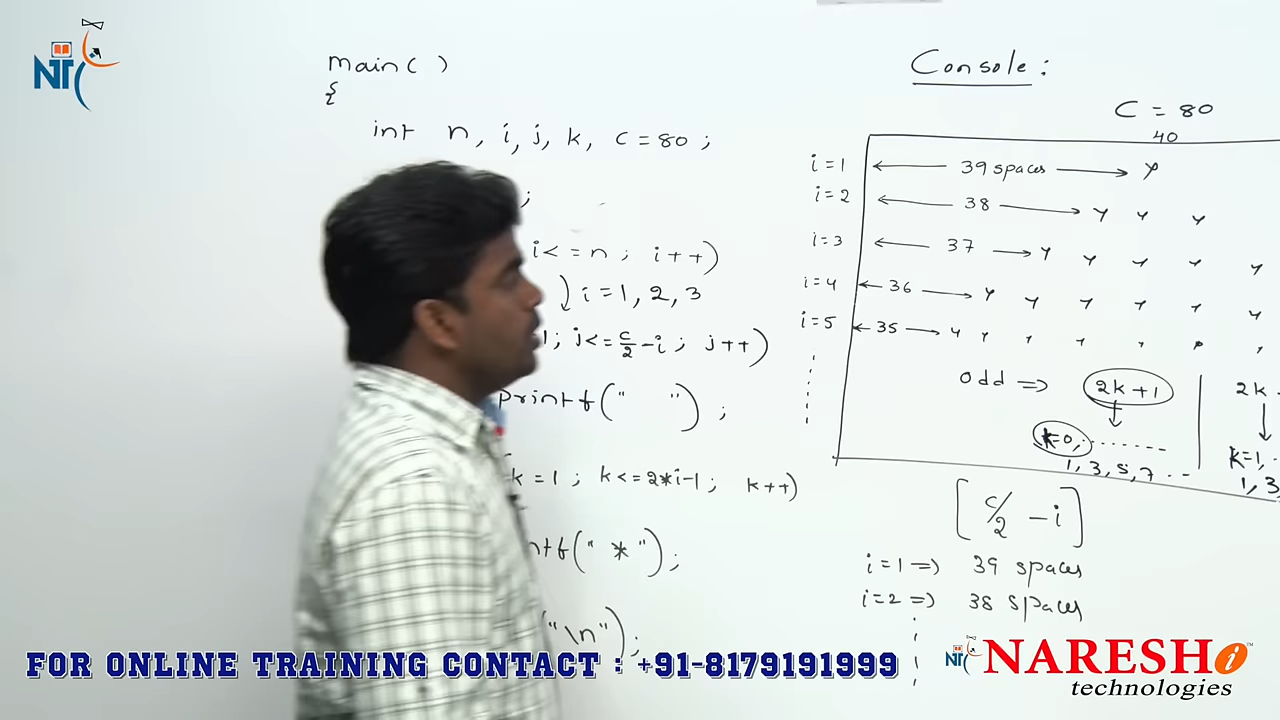 NT
main( )
{
int n, i, j, k, c = 80 ;
;
i<=n ; i++)
i=1, 2, 3
1; j<=c/2-i ; j++)
printf(" ") ;
k=1 ; k<=2*i-1; k++)
ntf(" * ");
("\n");
Console :
C = 80
40
i=1 39 spaces
i=2 38
i=3 37
i=4 36
i=5 35
odd => 2k+1
k=0,
1, 3, 5, 7
2k
k=1,
1, 3
[c/2 - i]
i=1 => 39 spaces
i=2 => 38 spaces
FOR ONLINE TRAINING CONTACT : +91-8179191999
NT NARESH i
technologies